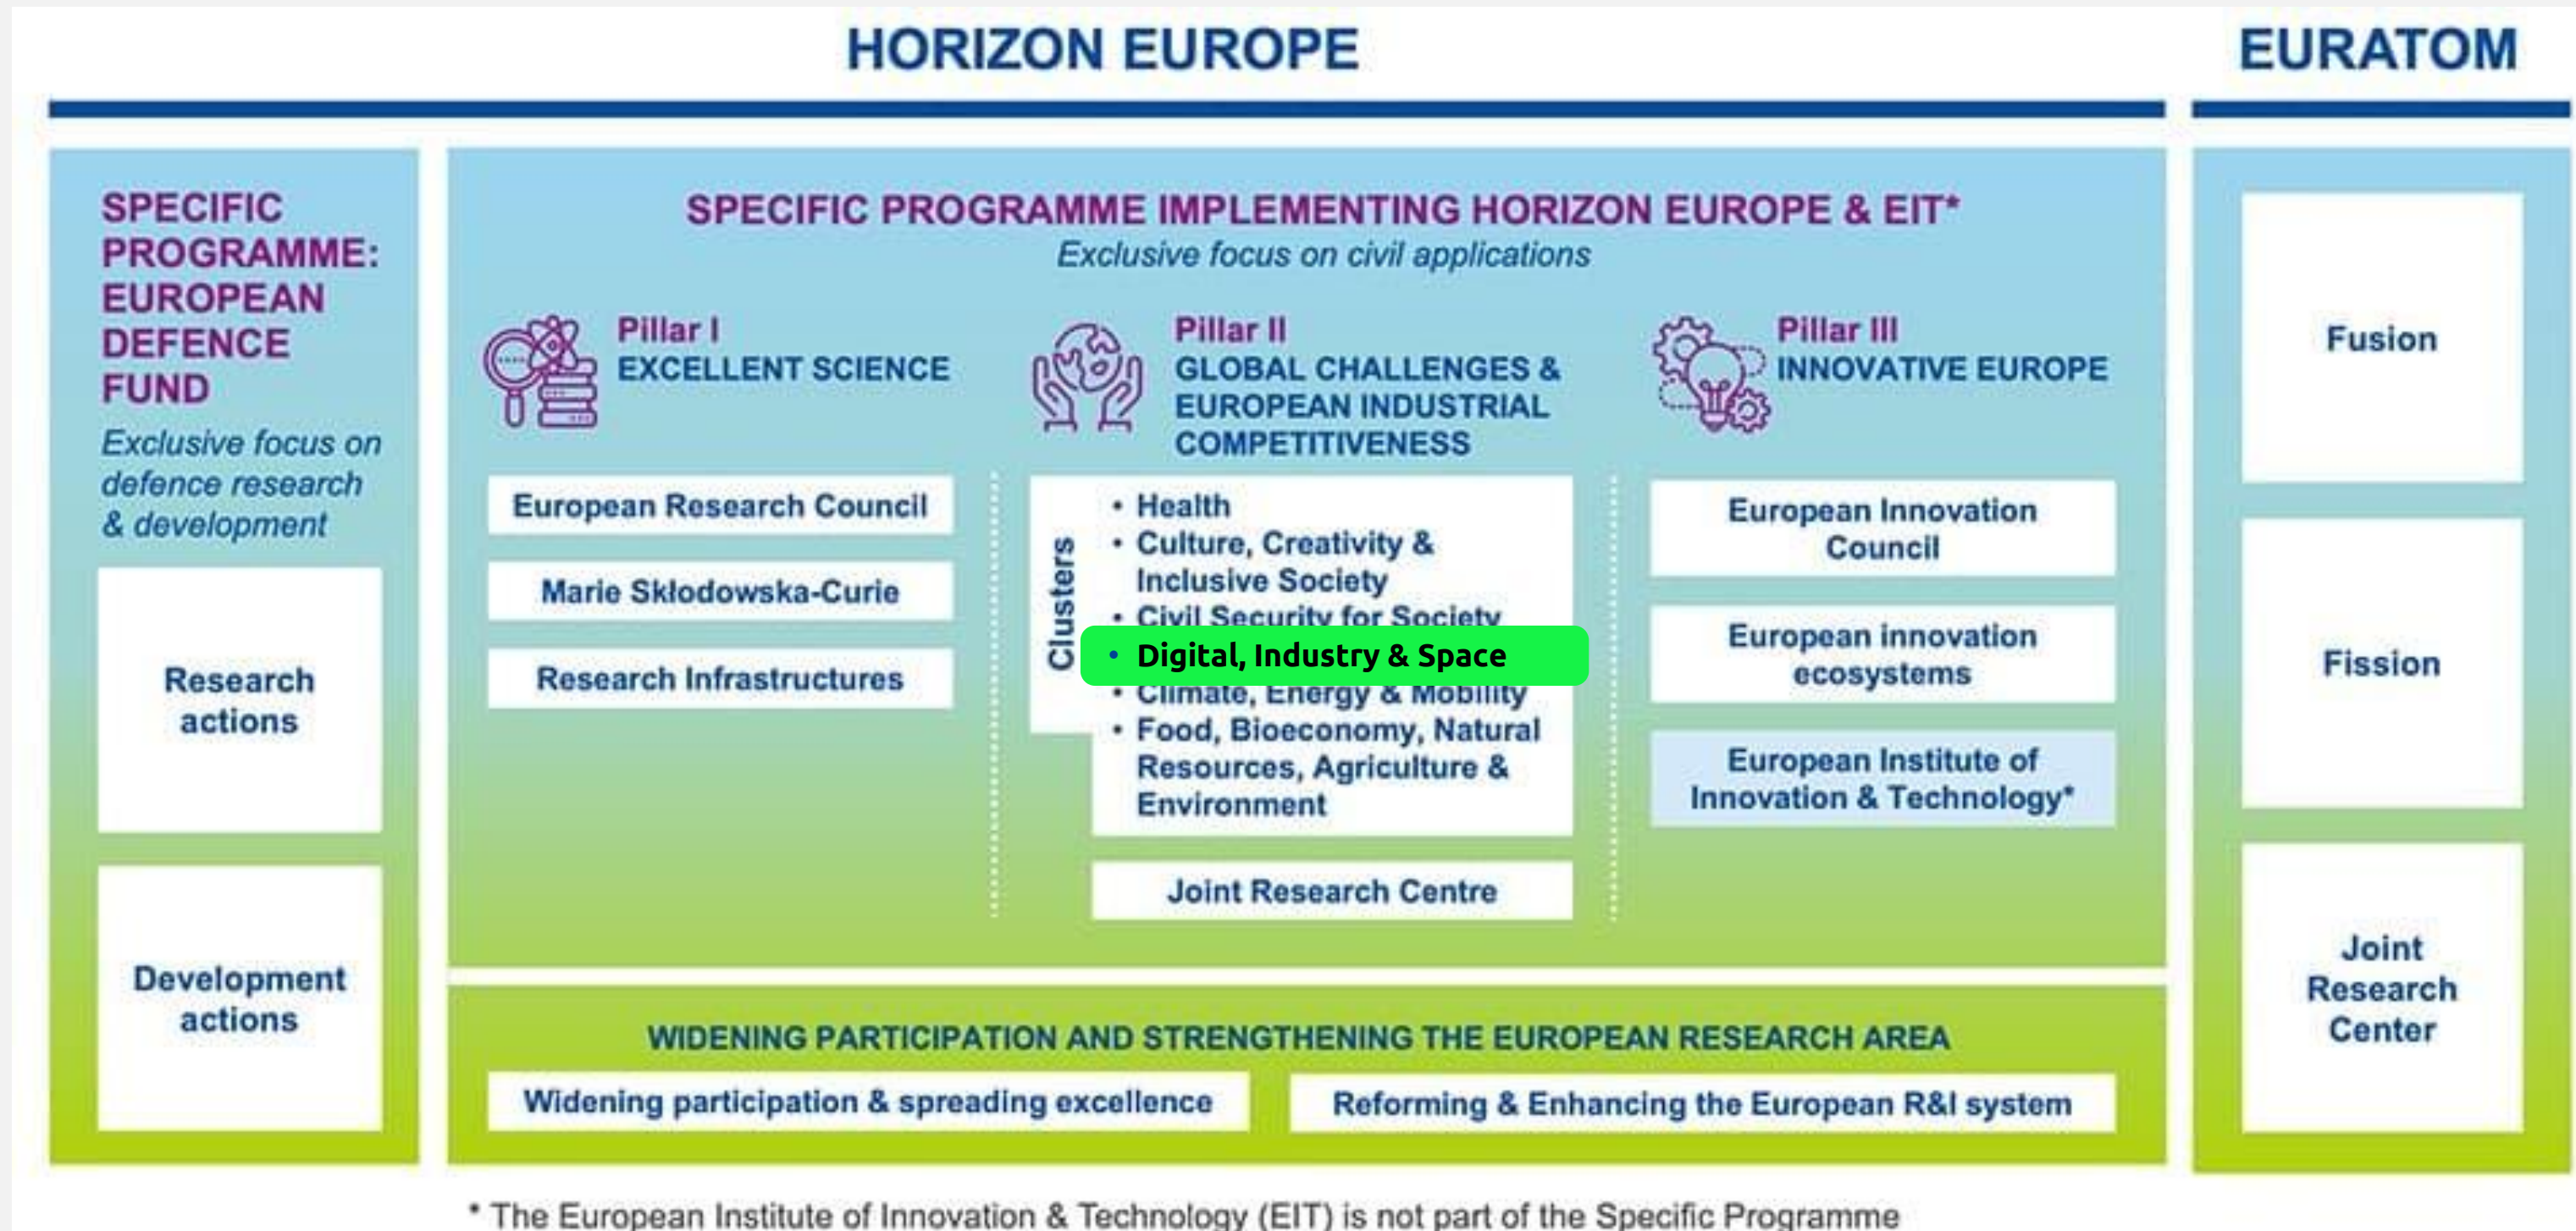 HORIZON EUROPE
EURATOM
SPECIFIC
PROGRAMME:
EUROPEAN
DEFENCE
FUND
Exclusive focus on
defence research
& development
Research
actions
Development
actions
SPECIFIC PROGRAMME IMPLEMENTING HORIZON EUROPE & EIT*
Exclusive focus on civil applications
Pillar I
EXCELLENT SCIENCE
European Research Council
Marie Skłodowska-Curie
Research Infrastructures
Pillar II
GLOBAL CHALLENGES &
EUROPEAN INDUSTRIAL
COMPETITIVENESS
Clusters
• Health
• Culture, Creativity &
Inclusive Society
• Civil Security for Society
• Digital, Industry & Space
• Climate, Energy & Mobility
• Food, Bioeconomy, Natural
Resources, Agriculture &
Environment
Joint Research Centre
Pillar III
INNOVATIVE EUROPE
European Innovation
Council
European innovation
ecosystems
European Institute of
Innovation & Technology*
WIDENING PARTICIPATION AND STRENGTHENING THE EUROPEAN RESEARCH AREA
Widening participation & spreading excellence
Reforming & Enhancing the European R&I system
Fusion
Fission
Joint
Research
Center
* The European Institute of Innovation & Technology (EIT) is not part of the Specific Programme